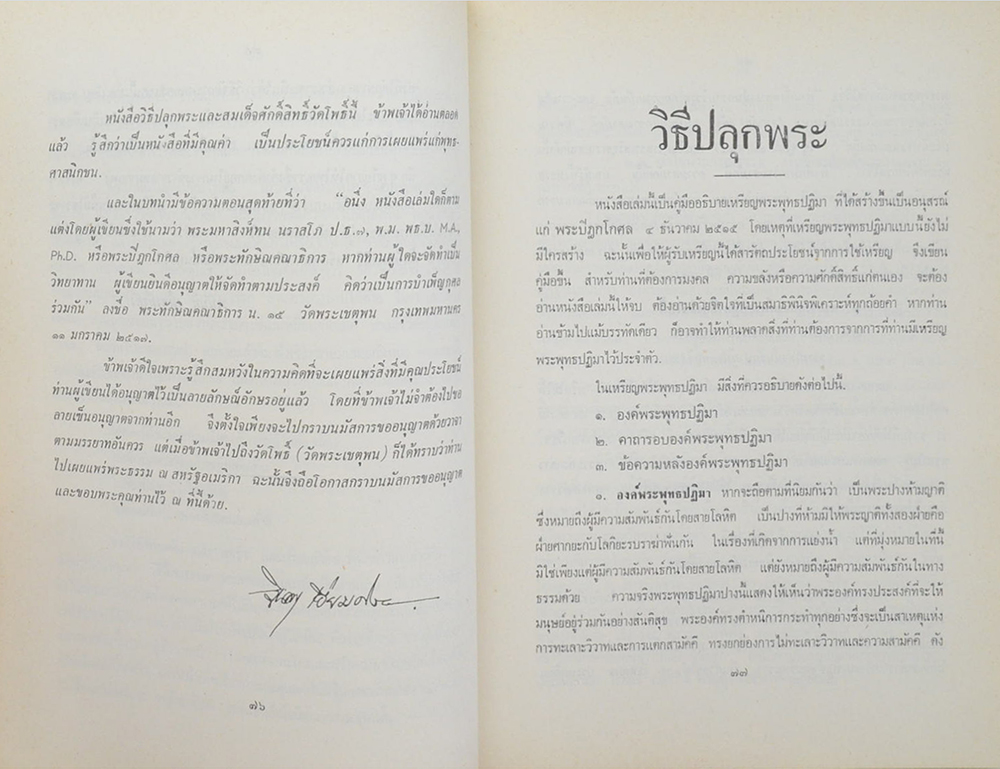 หนังสือวิธีปลุกพระและสมเด็จศักดิ์สิทธิ์วัดโพธิ์นี้ ข้าพเจ้าได้อ่านตลอด
แล้ว รู้สึกว่าเป็นหนังสือที่มีคุณค่า เป็นประโยชน์ควรแก่การเผยแพร่แก่พุทธ-
ศาสนิกชน.
และในบทนำมีข้อความตอนสุดท้ายที่ว่า “อนึ่ง หนังสือเล่มใดก็ตาม
แต่งโดยผู้เขียนซึ่งใช้นามว่า พระมหาสิงห์ทน นราสโภ ป.ธ.๗, พ.ม. พธ.บ. M.A.,
Ph.D. หรือพระปิฎกโกศล หรือพระทักษิณคณาธิการ หากท่านผู้ใดจะจัดทำเป็น
วิทยาทาน ผู้เขียนยินดีอนุญาตให้จัดทำตามประสงค์ คิดว่าเป็นการบำเพ็ญกุศล
ร่วมกัน” ลงชื่อ พระทักษิณคณาธิการ น. ๑๕ วัดพระเชตุพน กรุงเทพมหานคร
๑๑ มกราคม ๒๕๑๗.
ข้าพเจ้าดีใจเพราะรู้สึกสมหวังในความคิดที่จะเผยแพร่สิ่งที่มีคุณประโยชน์
ท่านผู้เขียนได้อนุญาตไว้เป็นลายลักษณ์อักษรอยู่แล้ว โดยที่ข้าพเจ้าไม่จำต้องไปขอ
ลายเซ็นอนุญาตจากท่านอีก จึงตั้งใจเพียงจะไปกราบนมัสการขออนุญาตด้วยวาจา
ตามมรรยาทอันควร แต่เมื่อข้าพเจ้าไปถึงวัดโพธิ์ (วัดพระเชตุพน) ก็ได้ทราบว่าท่าน
ไปเผยแพร่พระธรรม ณ สหรัฐอเมริกา ฉะนั้นจึงถือโอกาสกราบนมัสการขออนุญาต
และขอบพระคุณท่านไว้ ณ ที่นี้ด้วย.
๗๖
วิธีปลุกพระ
หนังสือเล่มนี้เป็นคู่มืออธิบายเหรียญพระพุทธปฏิมา ที่ได้สร้างขึ้นเป็นอนุสรณ์
แก่ พระปิฎกโกศล ๔ ธันวาคม ๒๕๑๕ โดยเหตุที่เหรียญพระพุทธปฏิมาแบบนี้ยังไม่
มีใครสร้าง ฉะนั้นเพื่อให้ผู้รับเหรียญนี้ได้สารัตถประโยชน์จากการใช้เหรียญ จึงเขียน
คู่มือขึ้น สำหรับท่านที่ต้องการมงคล ความขลังหรือความศักดิ์สิทธิ์แก่ตนเอง จะต้อง
อ่านหนังสือเล่มนี้ให้จบ ต้องอ่านด้วยจิตใจที่เป็นสมาธิพินิจพิเคราะห์ทุกถ้อยคำ หากท่าน
อ่านข้ามไปแม้บรรทัดเดียว ก็อาจทำให้ท่านพลาดสิ่งที่ท่านต้องการจากการที่ท่านมีเหรียญ
พระพุทธปฏิมาไว้ประจำตัว.
ในเหรียญพระพุทธปฏิมา มีสิ่งที่ควรอธิบายดังต่อไปนี้.
๑. องค์พระพุทธปฏิมา
๒. คาถารอบองค์พระพุทธปฏิมา
๓. ข้อความหลังองค์พระพุทธปฏิมา
๑. องค์พระพุทธปฏิมา หากจะถือตามที่นิยมกันว่า เป็นพระปางห้ามญาติ
ซึ่งหมายถึงผู้มีความสัมพันธ์กันโดยสายโลหิต เป็นปางที่ห้ามมิให้พระญาติทั้งสองฝ่ายคือ
ฝ่ายศากยะกับโลกิยะรบราฆ่าฟันกัน ในเรื่องที่เกิดจากการแย่งน้ำ แต่ที่มุ่งหมายในที่นี้
มิใช่เพียงแต่ผู้มีความสัมพันธ์กันโดยสายโลหิต แต่ยังหมายถึงผู้มีความสัมพันธ์กันในทาง
ธรรมด้วย ความจริงพระพุทธปฏิมาปางนี้แสดงให้เห็นว่าพระองค์ทรงประสงค์ที่จะให้
มนุษย์อยู่ร่วมกันอย่างสันติสุข พระองค์ทรงตำหนิการกระทำทุกอย่างซึ่งจะเป็นสาเหตุแห่ง
การทะเลาะวิวาทและการแตกสามัคคี ทรงยกย่องการไม่ทะเลาะวิวาทและความสามัคคี ดัง
๗๗